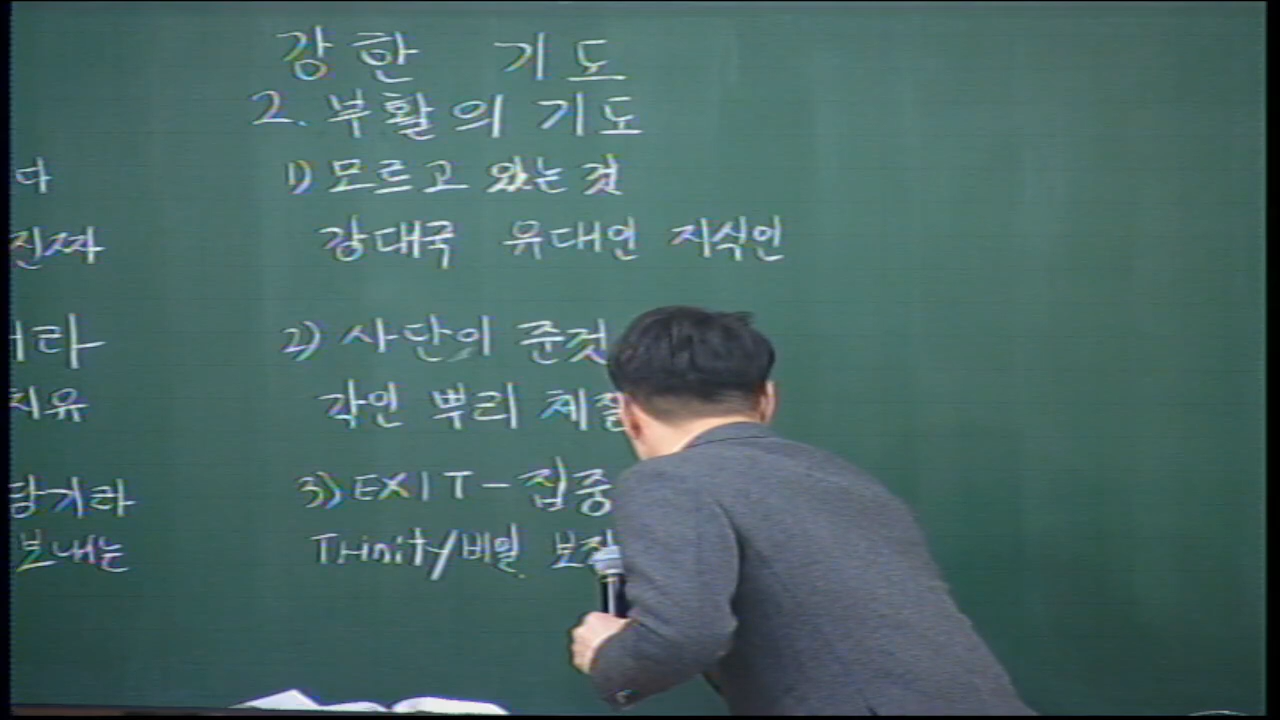 강한 기도
2. 부활의 기도
1) 모르고 있는 것
강대국 유대인 지식인
2) 사단이 준것
각인 뿌리 체질
3) EXIT - 집중
Trinity/비밀
다
진짜
라
치유
담기라
보내는